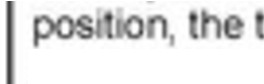 position, the t